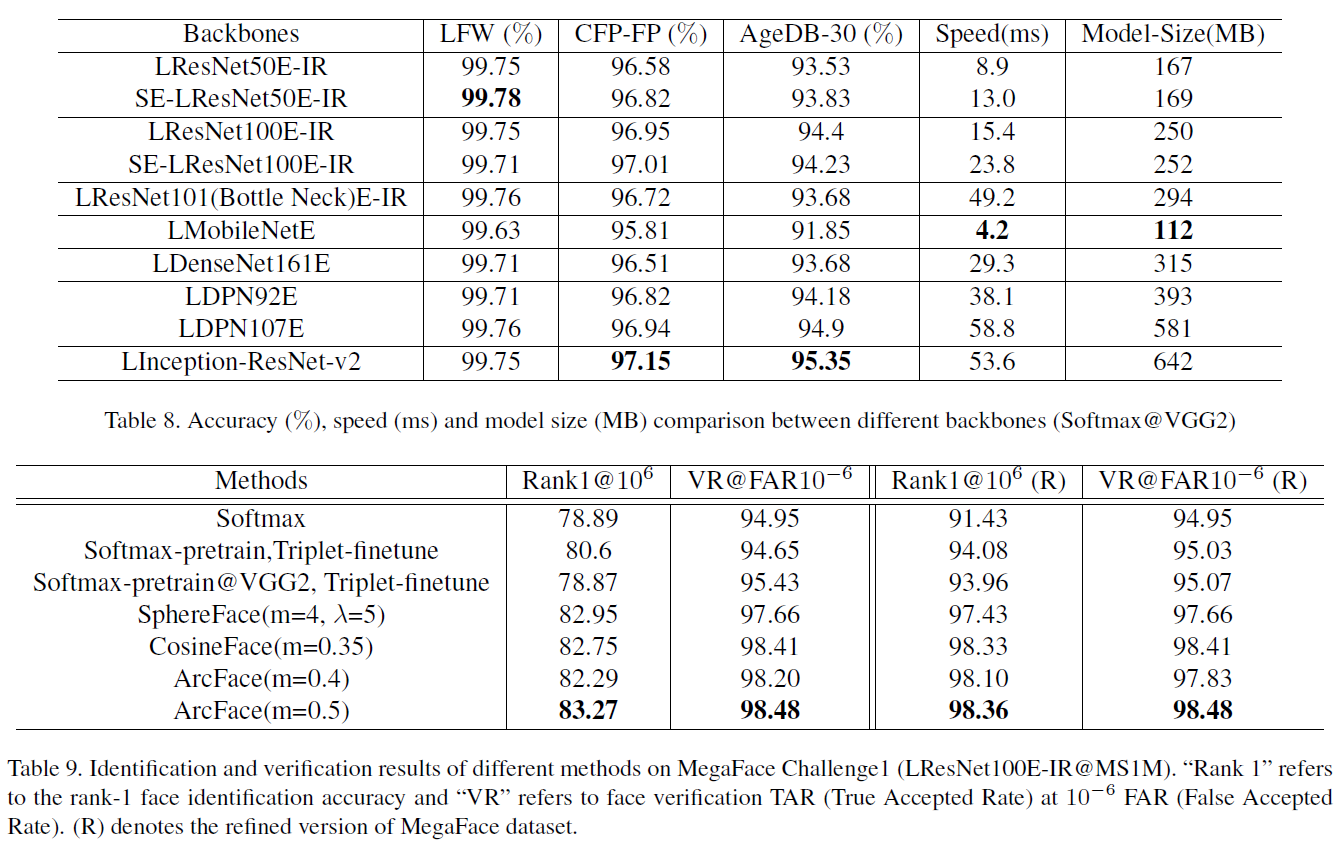 Backbones LFW (%) CFP-FP (%) AgeDB-30 (%) Speed(ms) Model-Size(MB)
LResNet50E-IR 99.75 96.58 93.53 8.9 167
SE-LResNet50E-IR 99.78 96.82 93.83 13.0 169
LResNet100E-IR 99.75 96.95 94.4 15.4 250
SE-LResNet100E-IR 99.71 97.01 94.23 23.8 252
LResNet101(Bottle Neck)E-IR 99.76 96.72 93.68 49.2 294
LMobileNetE 99.63 95.81 91.85 4.2 112
LDenseNet161E 99.71 96.51 93.68 29.3 315
LDPN92E 99.71 96.82 94.18 38.1 393
LDPN107E 99.76 96.94 94.9 58.8 581
LInception-ResNet-v2 99.75 97.15 95.35 53.6 642
Table 8. Accuracy (%), speed (ms) and model size (MB) comparison between different backbones (Softmax@VGG2)
Methods Rank1@10⁶ VR@FAR10⁻⁶ Rank1@10⁶ (R) VR@FAR10⁻⁶ (R)
Softmax 78.89 94.95 91.43 94.95
Softmax-pretrain,Triplet-finetune 80.6 94.65 94.08 95.03
Softmax-pretrain@VGG2, Triplet-finetune 78.87 95.43 93.96 95.07
SphereFace(m=4, λ=5) 82.95 97.66 97.43 97.66
CosineFace(m=0.35) 82.75 98.41 98.33 98.41
ArcFace(m=0.4) 82.29 98.20 98.10 97.83
ArcFace(m=0.5) 83.27 98.48 98.36 98.48
Table 9. Identification and verification results of different methods on MegaFace Challenge1 (LResNet100E-IR@MS1M). “Rank 1” refers
to the rank-1 face identification accuracy and “VR” refers to face verification TAR (True Accepted Rate) at 10⁻⁶ FAR (False Accepted
Rate). (R) denotes the refined version of MegaFace dataset.